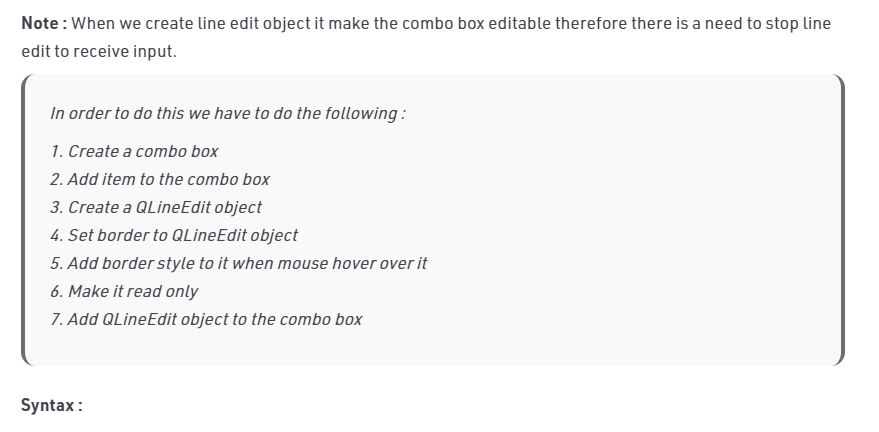 Note : When we create line edit object it make the combo box editable therefore there is a need to stop line
edit to receive input.
In order to do this we have to do the following :
1. Create a combo box
2. Add item to the combo box
3. Create a QLineEdit object
4. Set border to QLineEdit object
5. Add border style to it when mouse hover over it
6. Make it read only
7. Add QLineEdit object to the combo box
Syntax :